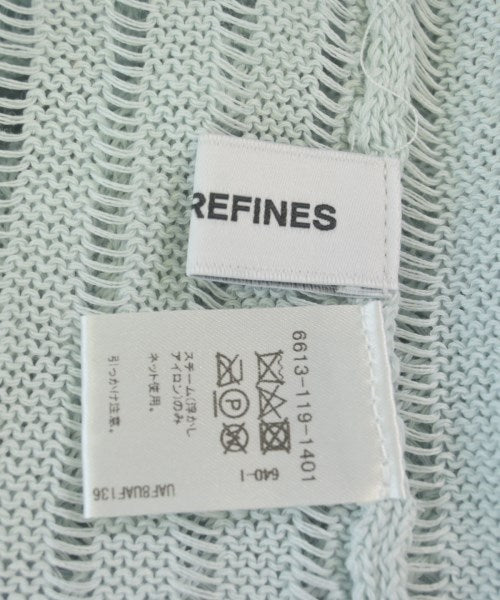 REFINES
6613-119-1401
640-1
スチーム(浮かし
アイロン)のみ
ネット使用。
引っかけ注意。
UAF8UAF136